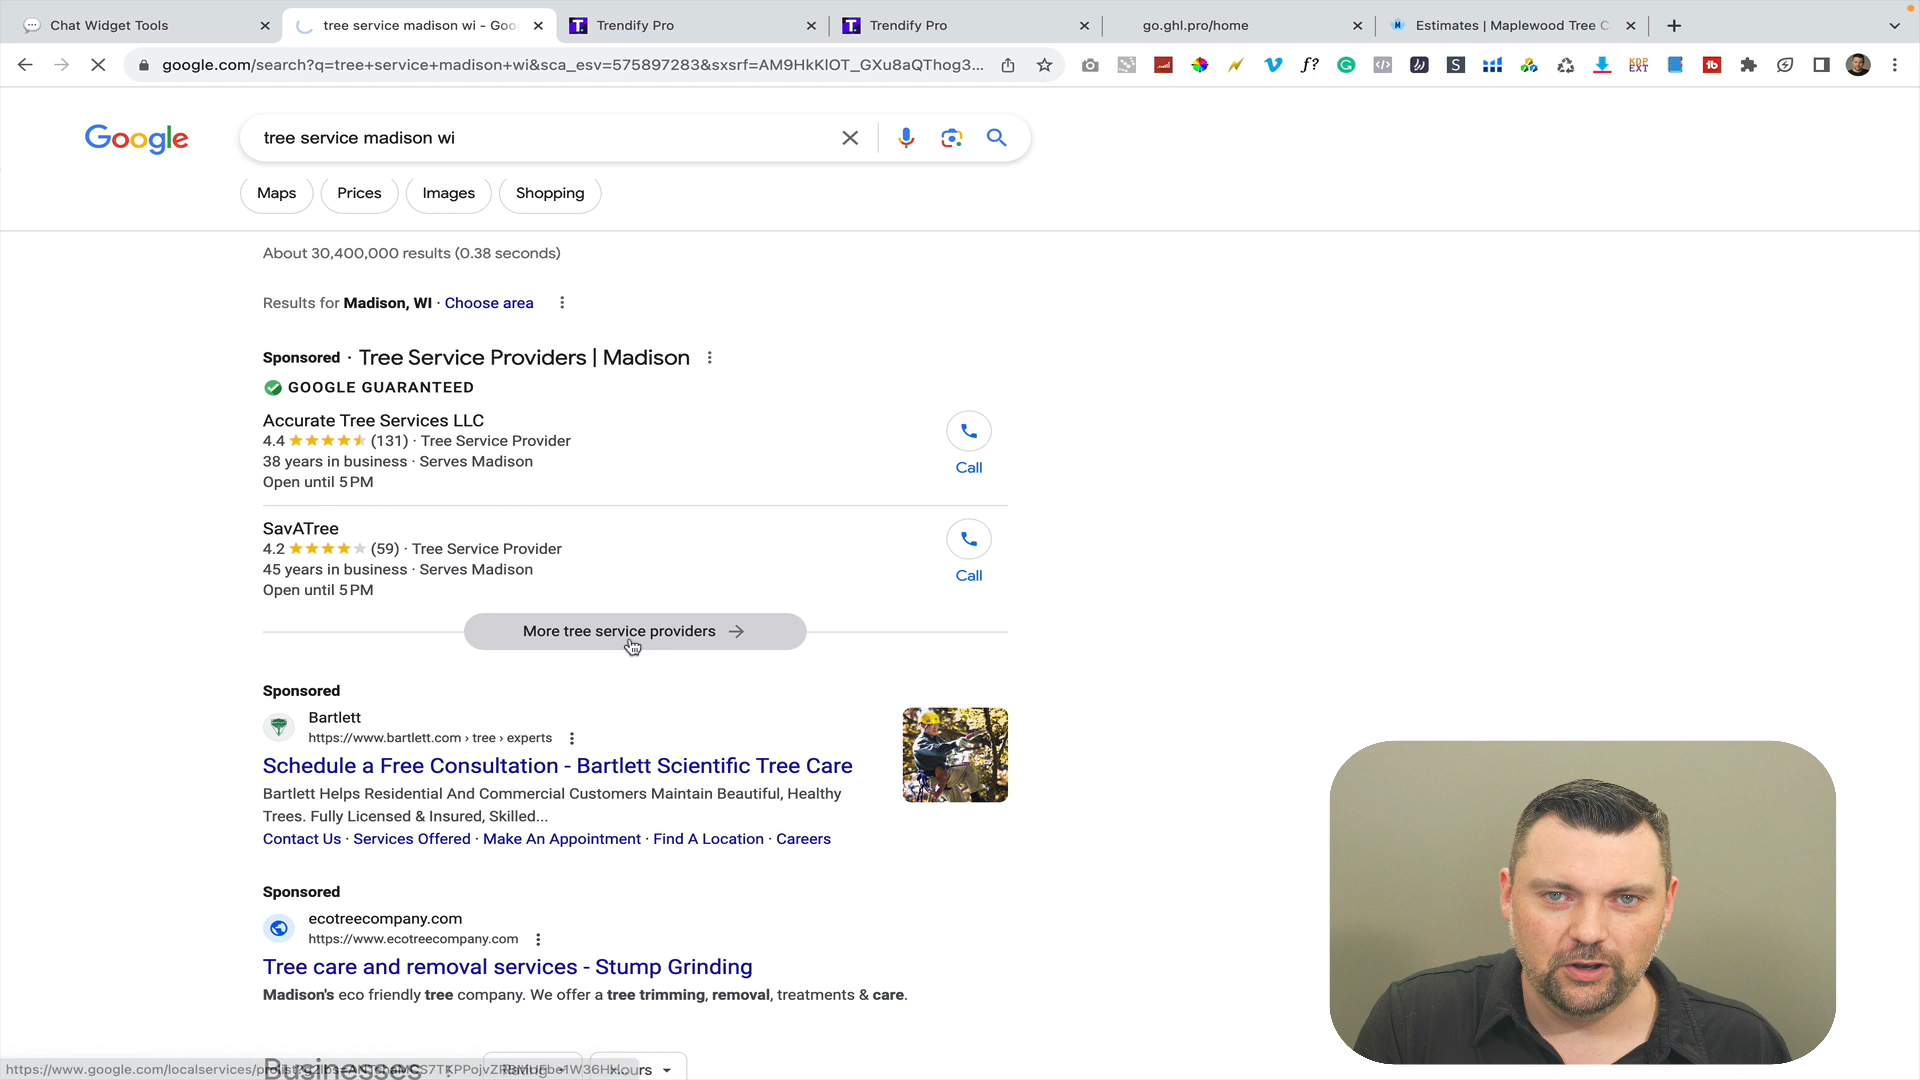 Chat Widget Tools
tree service madison wi - Goo
Trendify Pro
Trendify Pro
go.ghl.pro/home
Estimates | Maplewood Tree C
google.com/search?q=tree+service+madison+wi&sca_esv=575897283&sxsrf=AM9HkKlOT_GXu8aQThog3...
Google
tree service madison wi
Maps
Prices
Images
Shopping
About 30,400,000 results (0.38 seconds)
Results for Madison, WI · Choose area
Sponsored · Tree Service Providers | Madison
GOOGLE GUARANTEED
Accurate Tree Services LLC
4.4 (131) · Tree Service Provider
38 years in business · Serves Madison
Open until 5 PM
Call
SavATree
4.2 (59) · Tree Service Provider
45 years in business · Serves Madison
Open until 5 PM
Call
More tree service providers
Sponsored
Bartlett
https://www.bartlett.com › tree › experts
Schedule a Free Consultation - Bartlett Scientific Tree Care
Bartlett Helps Residential And Commercial Customers Maintain Beautiful, Healthy
Trees. Fully Licensed & Insured, Skilled...
Contact Us · Services Offered · Make An Appointment · Find A Location · Careers
Sponsored
ecotreecompany.com
https://www.ecotreecompany.com
Tree care and removal services - Stump Grinding
Madison's eco friendly tree company. We offer a tree trimming, removal, treatments & care.
Businesses